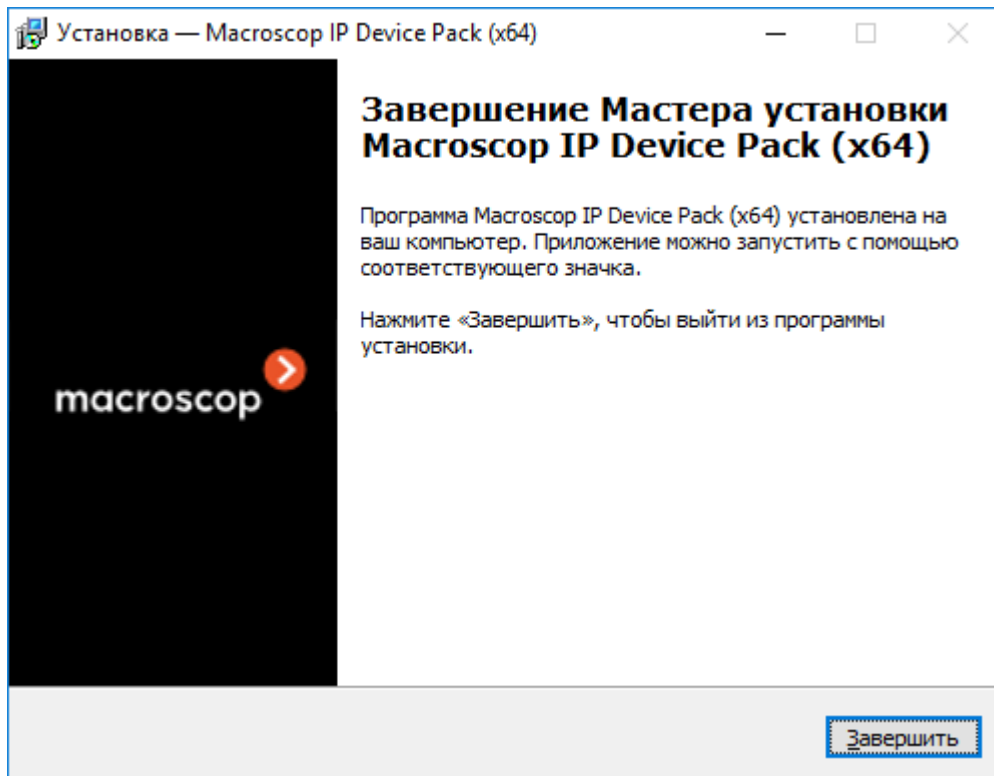 Установка — Macroscop IP Device Pack (x64)
Завершение Мастера установки
Macroscop IP Device Pack (x64)
Программа Macroscop IP Device Pack (x64) установлена на
ваш компьютер. Приложение можно запустить с помощью
соответствующего значка.
Нажмите «Завершить», чтобы выйти из программы
установки.
macroscop
Завершить